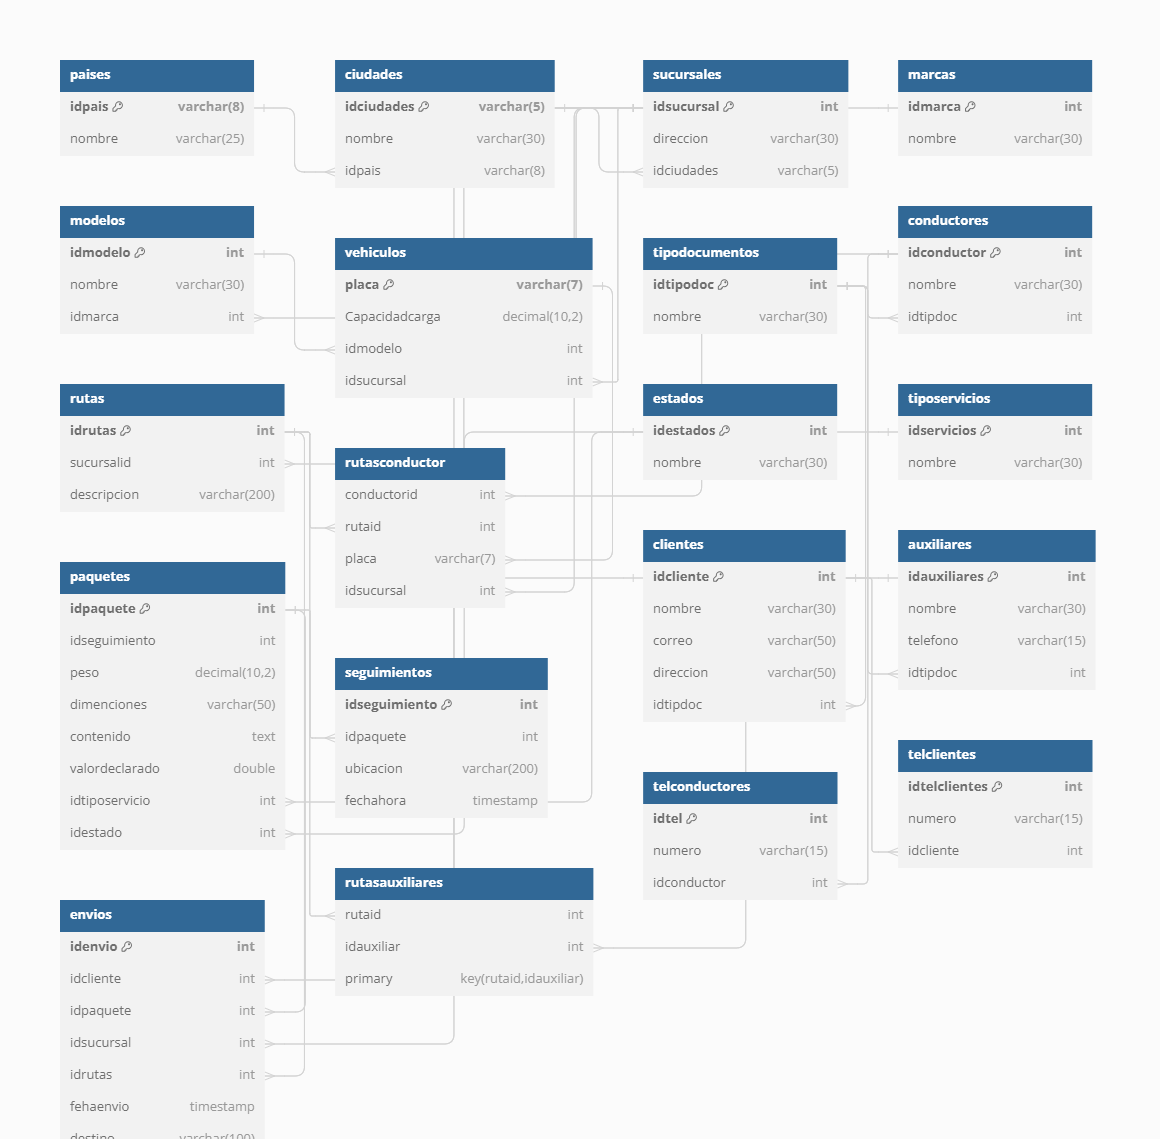 paises
idpais varchar(8)
nombre varchar(25)
ciudades
idciudades varchar(5)
nombre varchar(30)
idpais varchar(8)
sucursales
idsucursal int
direccion varchar(30)
idciudades varchar(5)
marcas
idmarca int
nombre varchar(30)
modelos
idmodelo int
nombre varchar(30)
idmarca int
vehiculos
placa varchar(7)
Capacidadcarga decimal(10,2)
idmodelo int
idsucursal int
tipodocumentos
idtipodoc int
nombre varchar(30)
conductores
idconductor int
nombre varchar(30)
idtipdoc int
rutas
idrutas int
sucursalid int
descripcion varchar(200)
rutasconductor
conductorid int
rutaid int
placa varchar(7)
idsucursal int
estados
idestados int
nombre varchar(30)
tiposervicios
idservicios int
nombre varchar(30)
paquetes
idpaquete int
idseguimiento int
peso decimal(10,2)
dimenciones varchar(50)
contenido text
valordeclarado double
idtiposervicio int
idestado int
seguimientos
idseguimiento int
idpaquete int
ubicacion varchar(200)
fechahora timestamp
clientes
idcliente int
nombre varchar(30)
correo varchar(50)
direccion varchar(50)
idtipdoc int
auxiliares
idauxiliares int
nombre varchar(30)
telefono varchar(15)
idtipdoc int
telconductores
idtel int
numero varchar(15)
idconductor int
telclientes
idtelclientes int
numero varchar(15)
idcliente int
envios
idenvio int
idcliente int
idpaquete int
idsucursal int
idrutas int
fehaenvio timestamp
destino varchar(100)
rutasauxiliares
rutaid int
idauxiliar int
primary key(rutaid,idauxiliar)